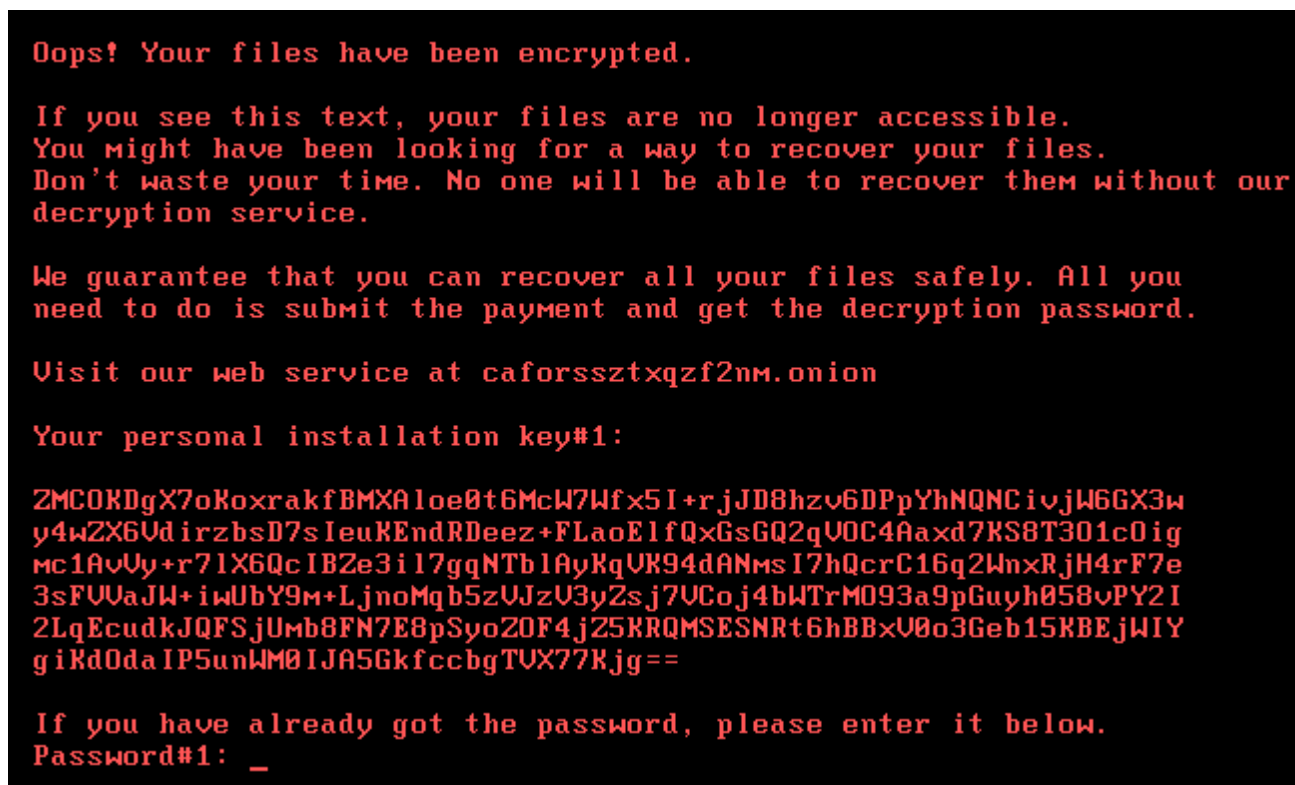 Oops! Your files have been encrypted.
If you see this text, your files are no longer accessible.
You might have been looking for a way to recover your files.
Don't waste your time. No one will be able to recover them without our
decryption service.
We guarantee that you can recover all your files safely. All you
need to do is submit the payment and get the decryption password.
Visit our web service at caforssztxqzf2nm.onion
Your personal installation key#1:
ZMCOKDgX7oKoxrakfBMXAloe0t6McW7Wfx5I+rjJD8hzv6DPpYhNQNCivjW6GX3w
y4wZX6VdirzbsD7sIeuKEndRDeez+FLaoElfQxGsGQ2qVOC4Aaxd7KS8T3O1cOig
mc1AvVy+r7lX6QcIBZe3il7gqNTblAyKqVK94dANmsI7hQcrC16q2WnxRjH4rF7e
3sFVVaJW+iwUbY9m+LjnoMqb5zVJzV3yZsj7VCoj4bWTrMO93a9pGuyh058vPY2I
2LqEcudkJQFSjUmb8FN7E8pSyoZOF4jZ5KRQMSESNRt6hBBxV0o3Geb15KBEjWIY
giKdOdaIP5unWM0IJA5GkfccbgTVX77Kjg==
If you have already got the password, please enter it below.
Password#1: _